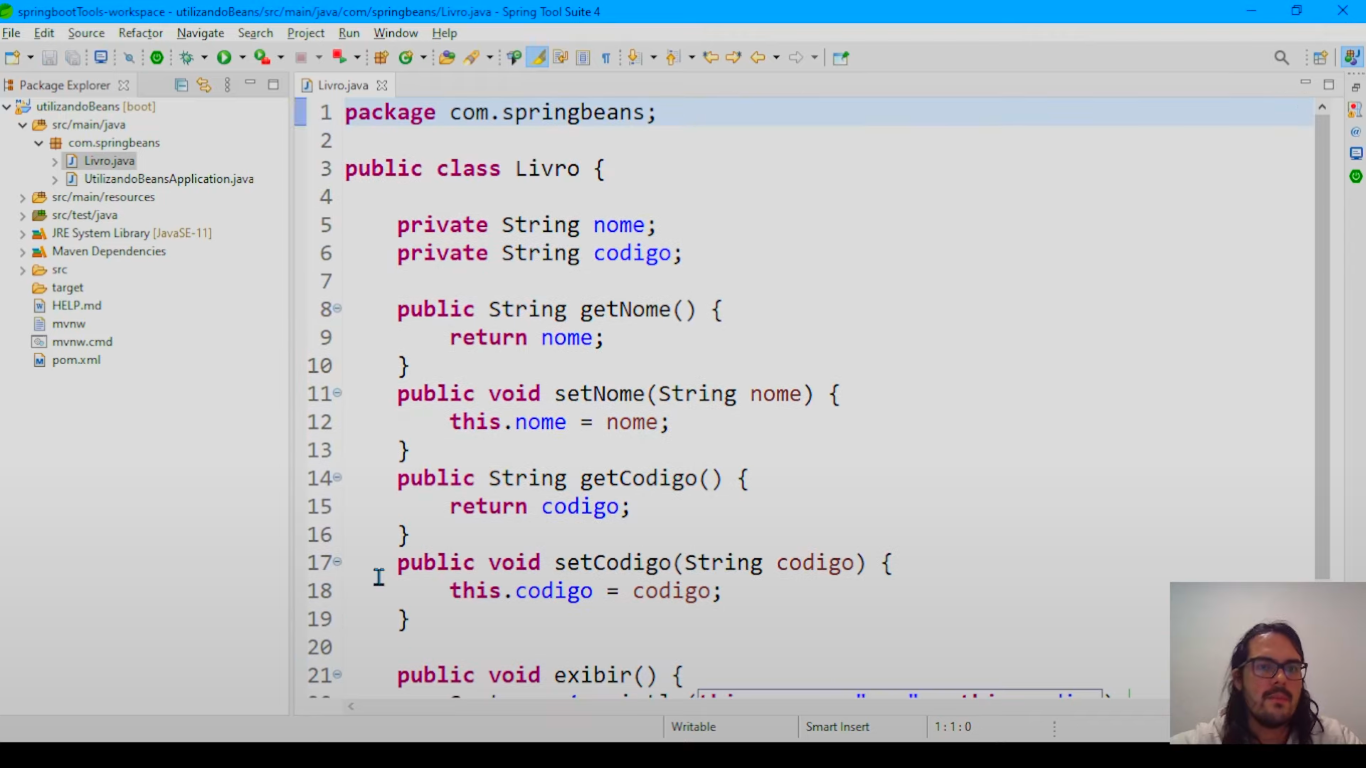 springbootTools-workspace - utilizandoBeans/src/main/java/com/springbeans/Livro.java - Spring Tool Suite 4
File Edit Source Refactor Navigate Search Project Run Window Help
Package Explorer
utilizandoBeans [boot]
src/main/java
com.springbeans
Livro.java
UtilizandoBeansApplication.java
src/main/resources
src/test/java
JRE System Library [JavaSE-11]
Maven Dependencies
src
target
HELP.md
mvnw
mvnw.cmd
pom.xml
Livro.java
1 package com.springbeans;
2
3 public class Livro {
4
5 private String nome;
6 private String codigo;
7
8 public String getNome() {
9 return nome;
10 }
11 public void setNome(String nome) {
12 this.nome = nome;
13 }
14 public String getCodigo() {
15 return codigo;
16 }
17 public void setCodigo(String codigo) {
18 this.codigo = codigo;
19 }
20
21 public void exibir() {
Writable Smart Insert 1:1:0